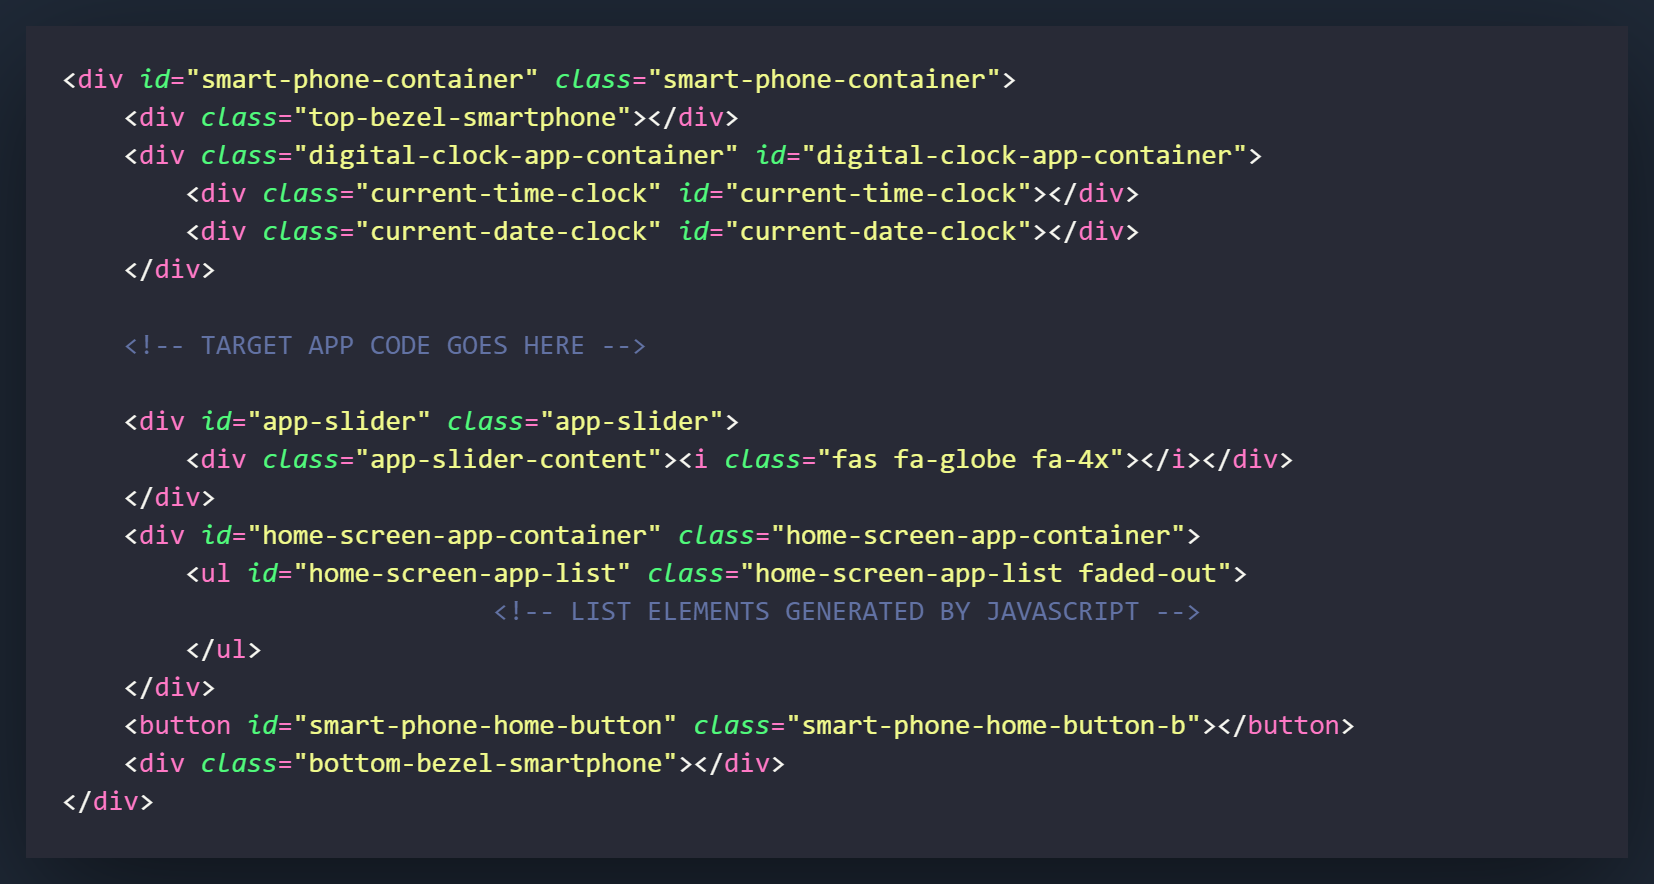 <div id="smart-phone-container" class="smart-phone-container">
    <div class="top-bezel-smartphone"></div>
    <div class="digital-clock-app-container" id="digital-clock-app-container">
        <div class="current-time-clock" id="current-time-clock"></div>
        <div class="current-date-clock" id="current-date-clock"></div>
    </div>

    <!-- TARGET APP CODE GOES HERE -->

    <div id="app-slider" class="app-slider">
        <div class="app-slider-content"><i class="fas fa-globe fa-4x"></i></div>
    </div>
    <div id="home-screen-app-container" class="home-screen-app-container">
        <ul id="home-screen-app-list" class="home-screen-app-list faded-out">
                            <!-- LIST ELEMENTS GENERATED BY JAVASCRIPT -->
        </ul>
    </div>
    <button id="smart-phone-home-button" class="smart-phone-home-button-b"></button>
    <div class="bottom-bezel-smartphone"></div>
</div>